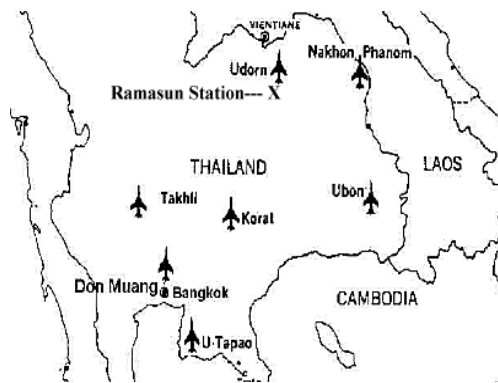 VIENTIANE
Nakhon Phanom
Udorn
Ramasun Station--- X
THAILAND
LAOS
Takhli
Ubon
Korat
Don Muang
Bangkok
CAMBODIA
U-Tapao